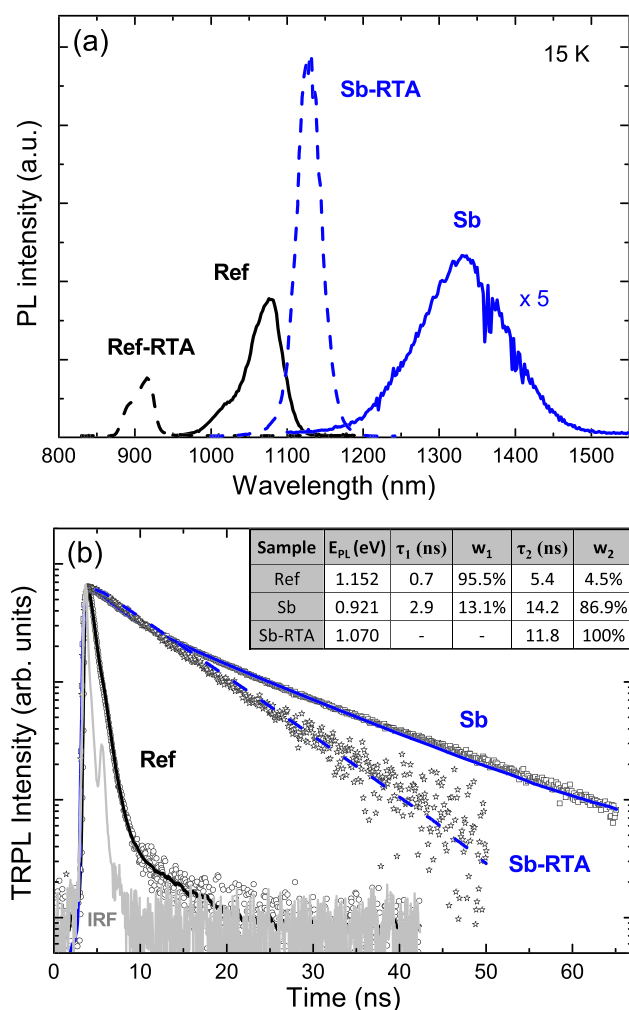 (a)
15 K
Sb-RTA
Sb
Ref
x 5
Ref-RTA
PL intensity (a.u.)
800 900 1000 1100 1200 1300 1400 1500
Wavelength (nm)
(b)
Sample E_PL (eV) τ₁ (ns) w₁ τ₂ (ns) w₂
Ref 1.152 0.7 95.5% 5.4 4.5%
Sb 0.921 2.9 13.1% 14.2 86.9%
Sb-RTA 1.070 - - 11.8 100%
Sb
Ref
Sb-RTA
IRF
TRPL Intensity (arb. units)
0 10 20 30 40 50 60
Time (ns)